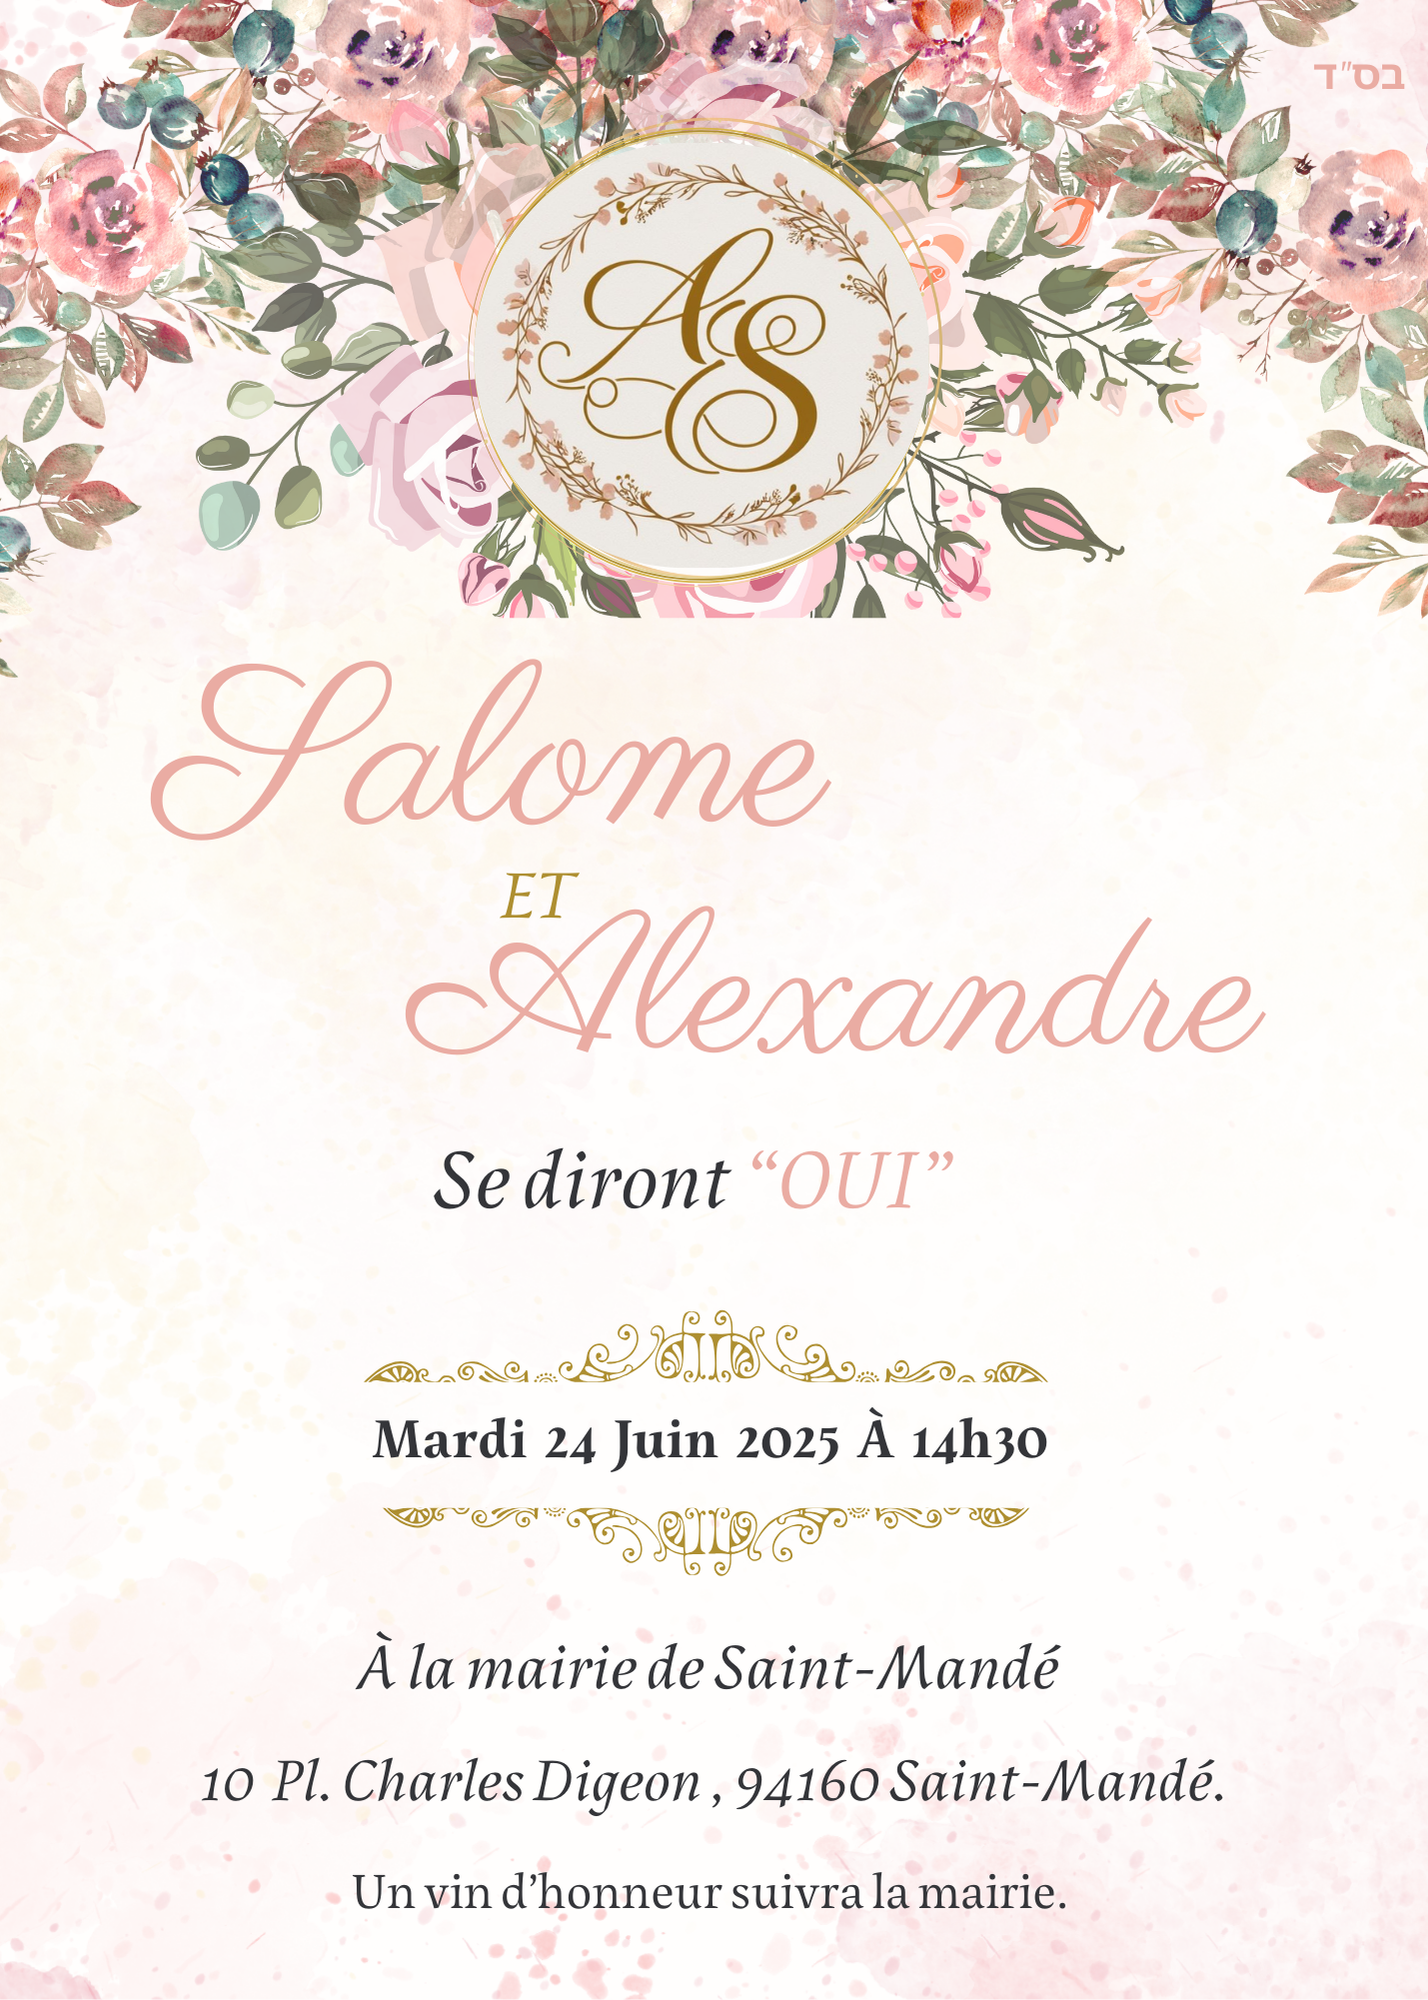 בס"ד
AS
Salome
ET
Alexandre
Se diront “OUI”
Mardi 24 Juin 2025 À 14h30
À la mairie de Saint-Mandé
10 Pl. Charles Digeon , 94160 Saint-Mandé.
Un vin d’honneur suivra la mairie.